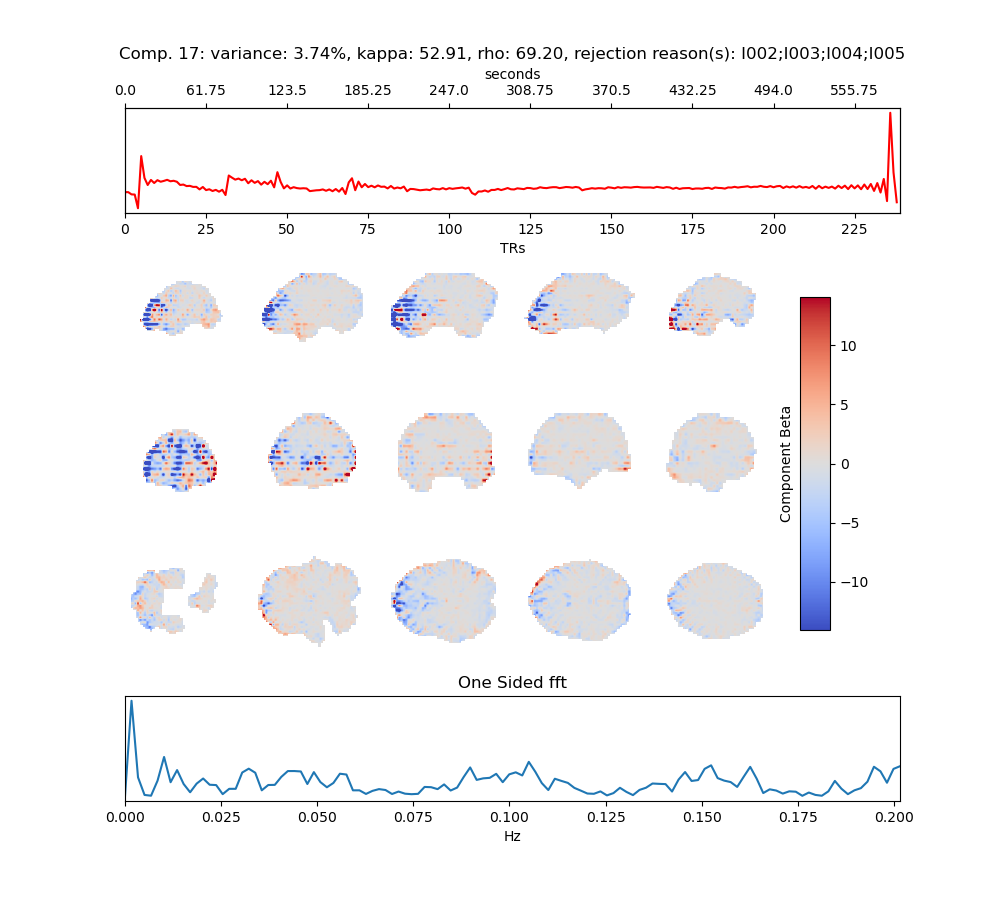 Comp. 17: variance: 3.74%, kappa: 52.91, rho: 69.20, rejection reason(s): I002;I003;I004;I005
seconds
0.0 61.75 123.5 185.25 247.0 308.75 370.5 432.25 494.0 555.75
0 25 50 75 100 125 150 175 200 225
TRs
10
5
0
−5
−10
Component Beta
One Sided fft
0.000 0.025 0.050 0.075 0.100 0.125 0.150 0.175 0.200
Hz